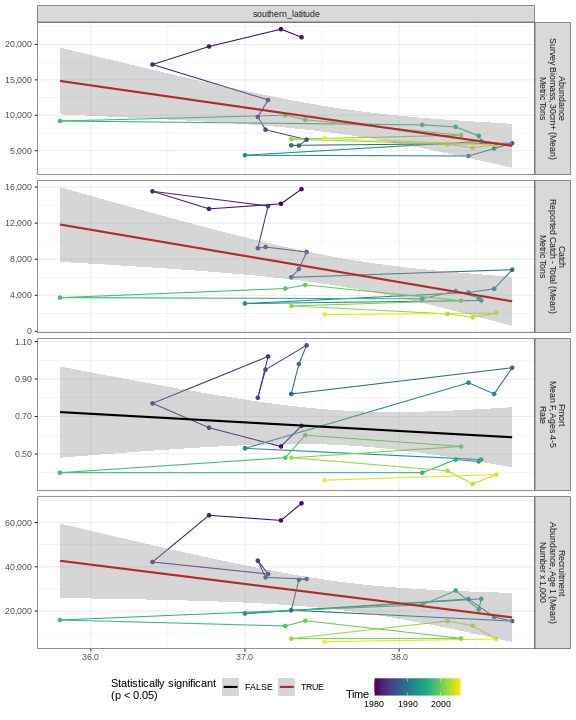 southern_latitude
20,000
15,000
10,000
5,000
Abundance
Survey Biomass, 30cm+ (Mean)
Metric Tons
16,000
12,000
8,000
4,000
0
Catch
Reported Catch - Total (Mean)
Metric Tons
1.10
0.90
0.70
0.50
Fmort
Mean F, Ages 4-5
Rate
60,000
40,000
20,000
Recruitment
Abundance, Age 1 (Mean)
Number x 1,000
36.0 37.0 38.0
Statistically significant
(p < 0.05)
FALSE TRUE
Time
1980 1990 2000